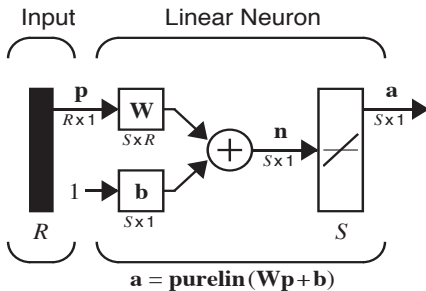 Input Linear Neuron
p a
R x 1 W n S x 1
S x R S x 1
1 b
S x 1
R S
a = purelin (Wp + b)